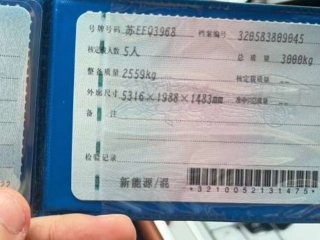 号牌号码 苏EFQ3968 档案编号 320583809045
核定载人数 5人 总质量 3000kg
整备质量 2559kg 核定载质量 --
外廓尺寸 5316×1988×1483mm 准牵引总质量 --
备注
检验记录
新能源/混
*3210052131475*